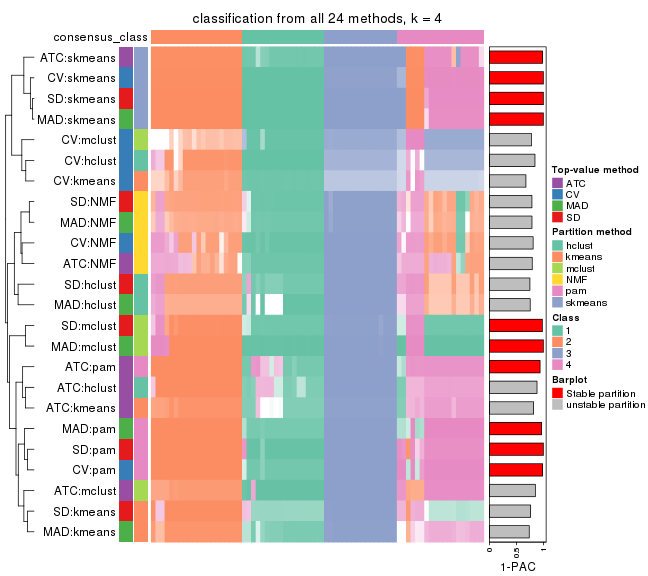 classification from all 24 methods, k = 4
consensus_class
ATC:skmeans
CV:skmeans
SD:skmeans
MAD:skmeans
CV:mclust
CV:hclust
CV:kmeans
SD:NMF
MAD:NMF
CV:NMF
ATC:NMF
SD:hclust
MAD:hclust
SD:mclust
MAD:mclust
ATC:pam
ATC:hclust
ATC:kmeans
MAD:pam
SD:pam
CV:pam
ATC:mclust
SD:kmeans
MAD:kmeans
0
0.5
1
1-PAC
Top-value method
ATC
CV
MAD
SD
Partition method
hclust
kmeans
mclust
NMF
pam
skmeans
Class
1
2
3
4
Barplot
Stable partition
unstable partition